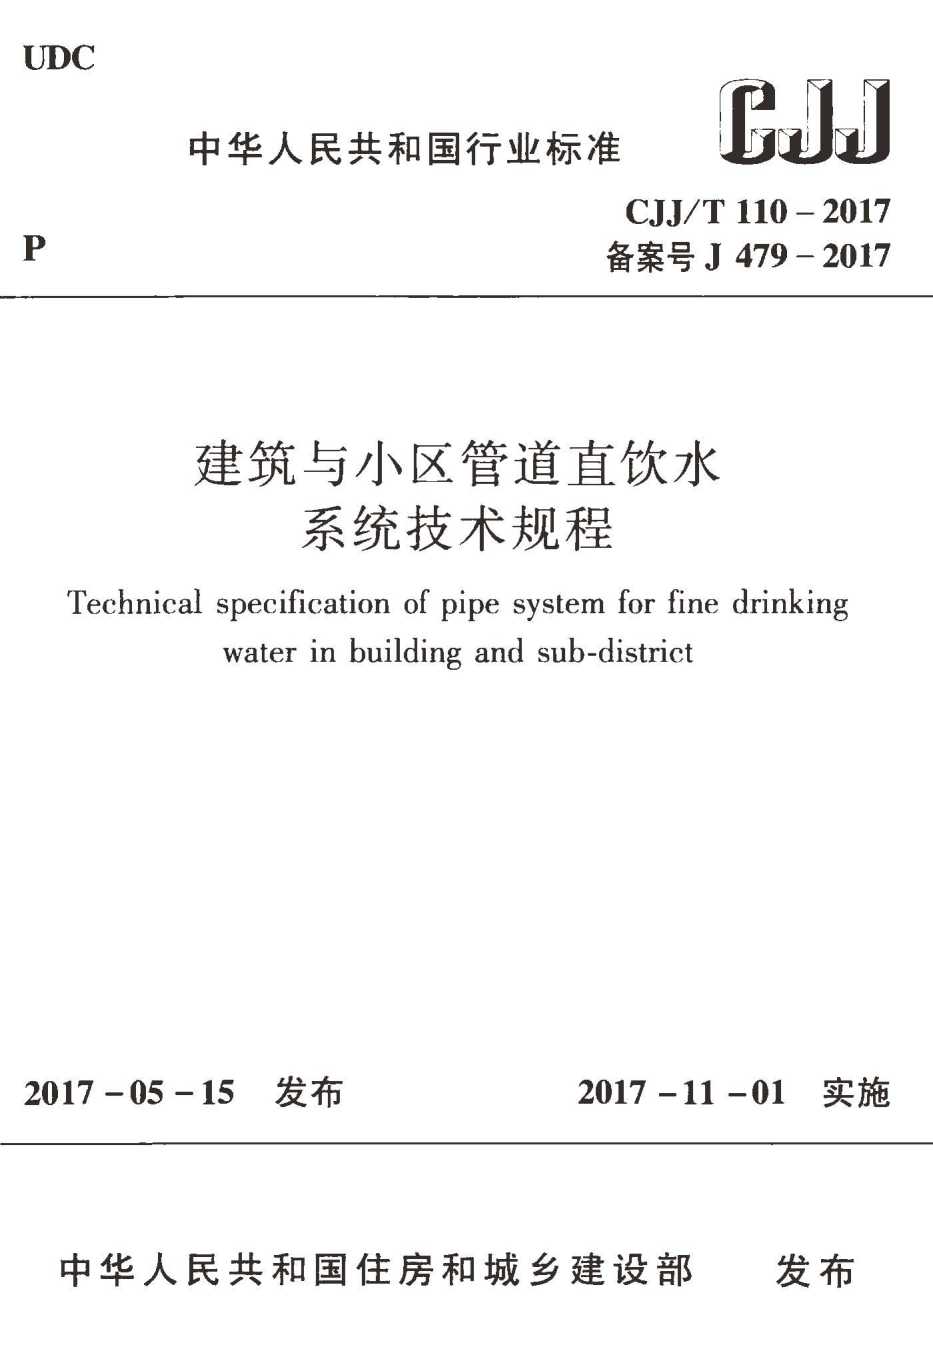 UDC
CJJ
中华人民共和国行业标准
CJJ/T 110－2017
P
备案号 J 479－2017
建筑与小区管道直饮水
系统技术规程
Technical specification of pipe system for fine drinking
water in building and sub-district
2017－05－15 发布
2017－11－01 实施
中华人民共和国住房和城乡建设部 发布